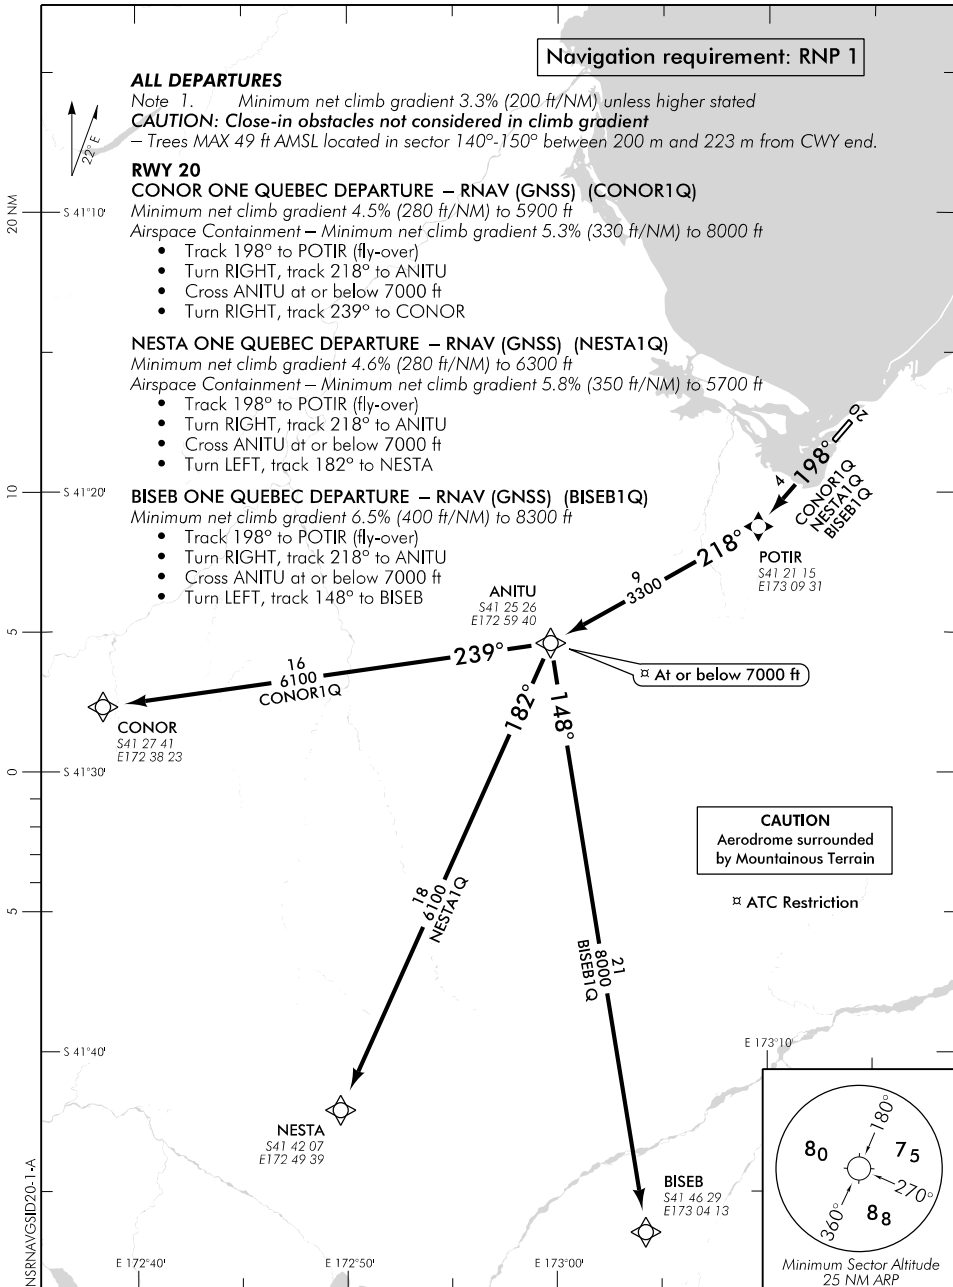 Navigation requirement: RNP 1
ALL DEPARTURES
Note 1. Minimum net climb gradient 3.3% (200 ft/NM) unless higher stated
CAUTION: Close-in obstacles not considered in climb gradient
– Trees MAX 49 ft AMSL located in sector 140°-150° between 200 m and 223 m from CWY end.
22° E
RWY 20
CONOR ONE QUEBEC DEPARTURE – RNAV (GNSS) (CONOR1Q)
Minimum net climb gradient 4.5% (280 ft/NM) to 5900 ft
Airspace Containment – Minimum net climb gradient 5.3% (330 ft/NM) to 8000 ft
• Track 198° to POTIR (fly-over)
• Turn RIGHT, track 218° to ANITU
• Cross ANITU at or below 7000 ft
• Turn RIGHT, track 239° to CONOR
NESTA ONE QUEBEC DEPARTURE – RNAV (GNSS) (NESTA1Q)
Minimum net climb gradient 4.6% (280 ft/NM) to 6300 ft
Airspace Containment – Minimum net climb gradient 5.8% (350 ft/NM) to 5700 ft
• Track 198° to POTIR (fly-over)
• Turn RIGHT, track 218° to ANITU
• Cross ANITU at or below 7000 ft
• Turn LEFT, track 182° to NESTA
BISEB ONE QUEBEC DEPARTURE – RNAV (GNSS) (BISEB1Q)
Minimum net climb gradient 6.5% (400 ft/NM) to 8300 ft
• Track 198° to POTIR (fly-over)
• Turn RIGHT, track 218° to ANITU
• Cross ANITU at or below 7000 ft
• Turn LEFT, track 148° to BISEB
20 NM
S 41°10'
10
S 41°20'
5
0
S 41°30'
5
S 41°40'
20
198°
4
CONOR1Q
NESTA1Q
BISEB1Q
POTIR
S41 21 15
E173 09 31
218°
9
3300
ANITU
S41 25 26
E172 59 40
¤ At or below 7000 ft
239°
16
6100
CONOR1Q
CONOR
S41 27 41
E172 38 23
182°
18
6100
NESTA1Q
NESTA
S41 42 07
E172 49 39
148°
21
8000
BISEB1Q
BISEB
S41 46 29
E173 04 13
CAUTION
Aerodrome surrounded
by Mountainous Terrain
¤ ATC Restriction
E 173°10'
180°
80
75
270°
360°
88
Minimum Sector Altitude
25 NM ARP
E 172°40'
E 172°50'
E 173°00'
NSRNAVGSID20-1-A